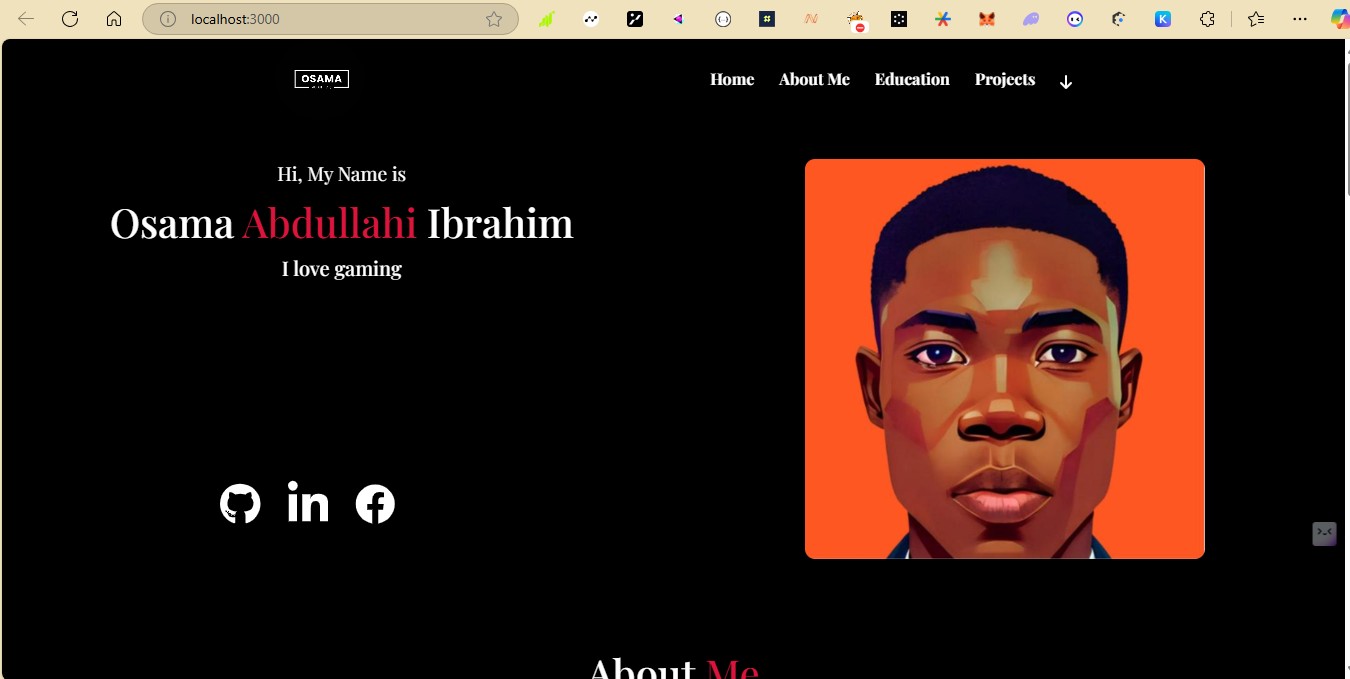 localhost:3000
OSAMA
Home About Me Education Projects
Hi, My Name is
Osama Abdullahi Ibrahim
I love gaming
in
About Me